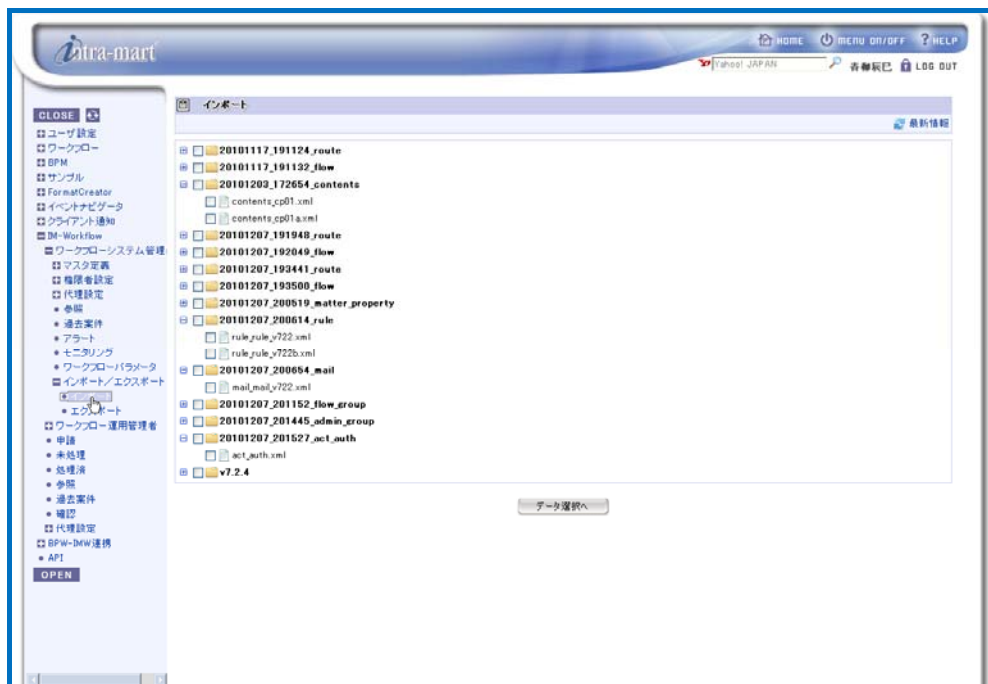 intra-mart
HOME MENU ON/OFF ? HELP
Yahoo! JAPAN 青柳辰巳 LOG OUT
CLOSE
ユーザ設定
ワークフロー
BPM
サンプル
FormatCreator
イベントナビゲータ
クライアント通知
IM-Workflow
ワークフローシステム管理
マスタ定義
権限者設定
代理設定
参照
過去案件
アラート
モニタリング
ワークフローパラメータ
インポート/エクスポート
エクスポート
ワークフロー運用管理者
申請
未処理
処理済
参照
過去案件
確認
代理設定
BPW-IMW連携
API
OPEN
インポート
最新情報
20101117_191124_route
20101117_191132_flow
20101203_172654_contents
contents_cp01.xml
contents_cp01a.xml
20101207_191948_route
20101207_192049_flow
20101207_193441_route
20101207_193500_flow
20101207_200519_matter_property
20101207_200614_rule
rule_rule_v722.xml
rule_rule_v722b.xml
20101207_200654_mail
mail_mail_v722.xml
20101207_201152_flow_group
20101207_201445_admin_group
20101207_201527_act_auth
act_auth.xml
v7.2.4
データ選択へ